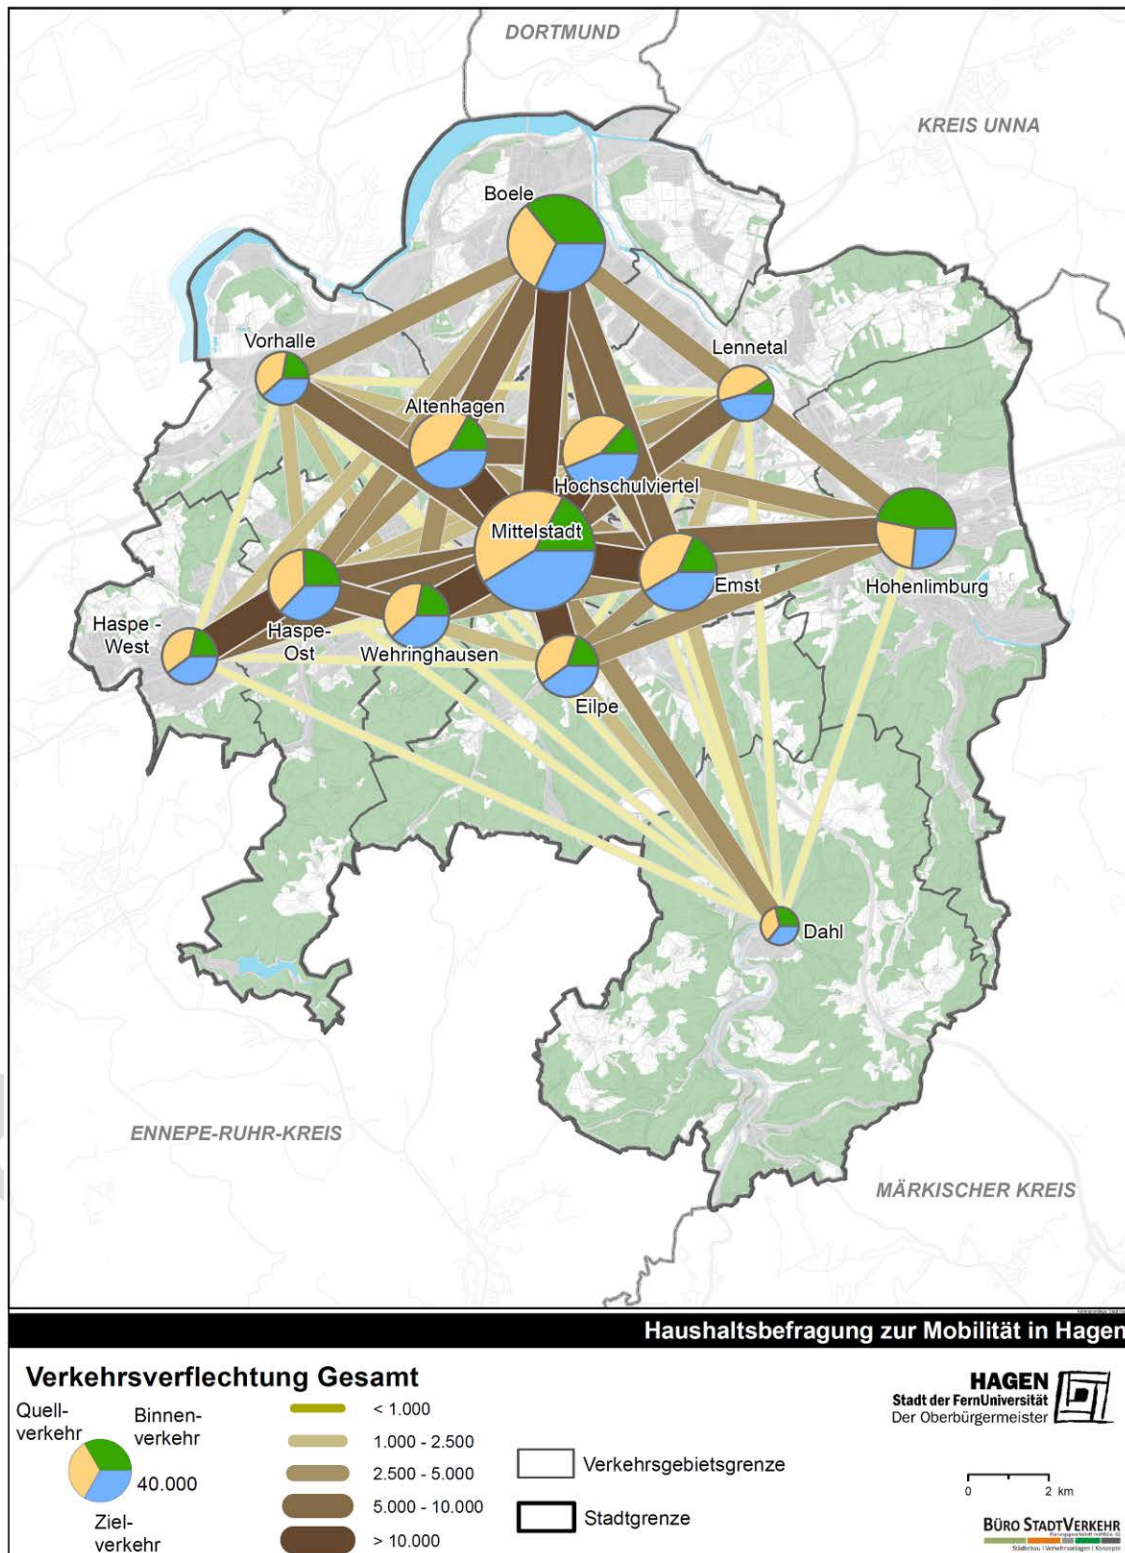 DORTMUND
KREIS UNNA
Boele
Vorhalle
Lennetal
Altenhagen
Hochschulviertel
Mittelstadt
Emst
Hohenlimburg
Haspe -
West
Haspe-
Ost
Wehringhausen
Eilpe
Dahl
ENNEPE-RUHR-KREIS
MÄRKISCHER KREIS
Haushaltsbefragung zur Mobilität in Hagen
Verkehrsverflechtung Gesamt
Quell-
verkehr
Binnen-
verkehr
40.000
Ziel-
verkehr
< 1.000
1.000 - 2.500
2.500 - 5.000
5.000 - 10.000
> 10.000
Verkehrsgebietsgrenze
Stadtgrenze
HAGEN
Stadt der FernUniversität
Der Oberbürgermeister
0 2 km
BÜRO STADTVERKEHR
Städtebau I Verkehrsanlagen I Konzepte